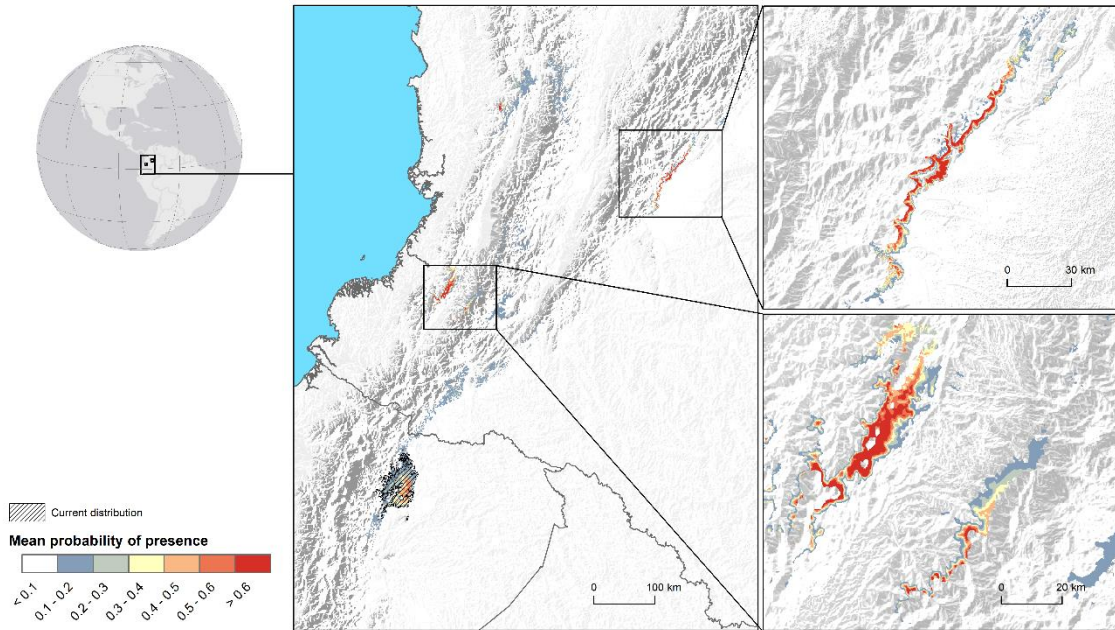 Current distribution
Mean probability of presence
< 0.1
0.1 - 0.2
0.2 - 0.3
0.3 - 0.4
0.4 - 0.5
0.5 - 0.6
> 0.6
0 100 km
0 30 km
0 20 km